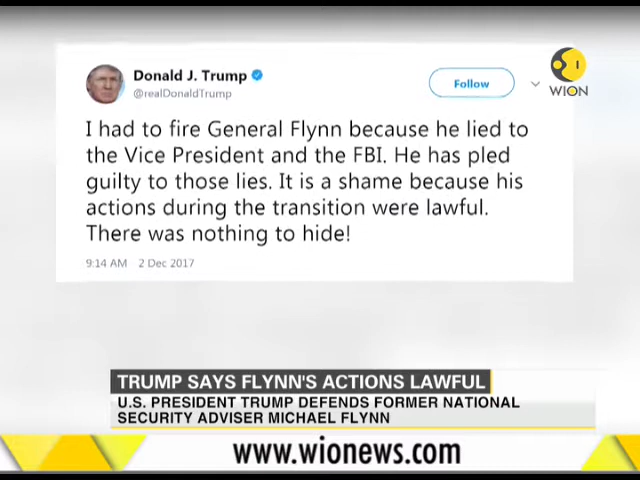 Donald J. Trump
@realDonaldTrump
Follow
WION
I had to fire General Flynn because he lied to
the Vice President and the FBI. He has pled
guilty to those lies. It is a shame because his
actions during the transition were lawful.
There was nothing to hide!
9:14 AM 2 Dec 2017
TRUMP SAYS FLYNN'S ACTIONS LAWFUL
U.S. PRESIDENT TRUMP DEFENDS FORMER NATIONAL
SECURITY ADVISER MICHAEL FLYNN
www.wionews.com